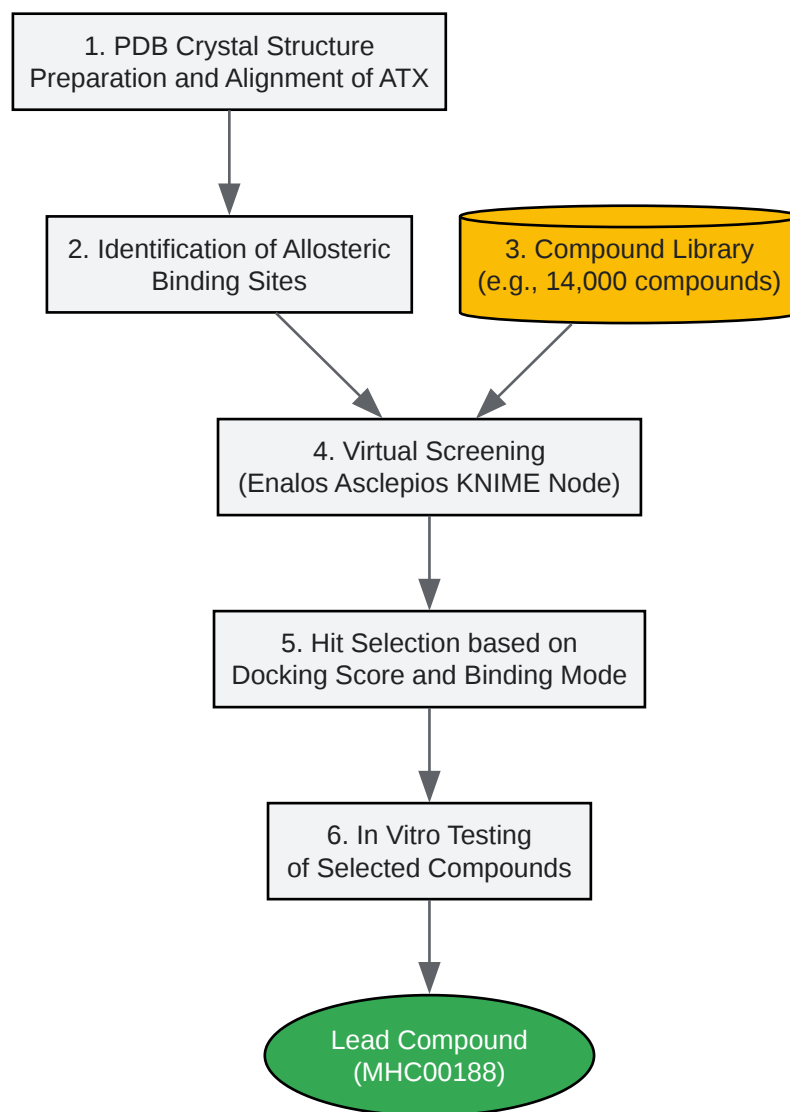 1. PDB Crystal Structure
Preparation and Alignment of ATX
2. Identification of Allosteric
Binding Sites
3. Compound Library
(e.g., 14,000 compounds)
4. Virtual Screening
(Enalos Asclepios KNIME Node)
5. Hit Selection based on
Docking Score and Binding Mode
6. In Vitro Testing
of Selected Compounds
Lead Compound
(MHC00188)